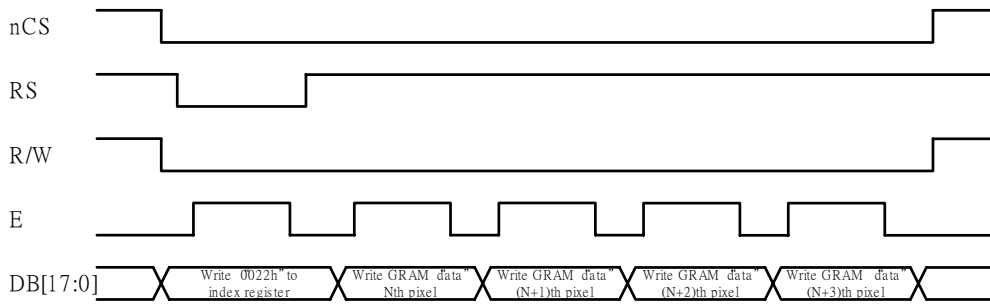 nCS
RS
R/W
E
DB[17:0]
Write "0022h" to
index register
Write GRAM "data"
Nth pixel
Write GRAM "data"
(N+1)th pixel
Write GRAM "data"
(N+2)th pixel
Write GRAM "data"
(N+3)th pixel